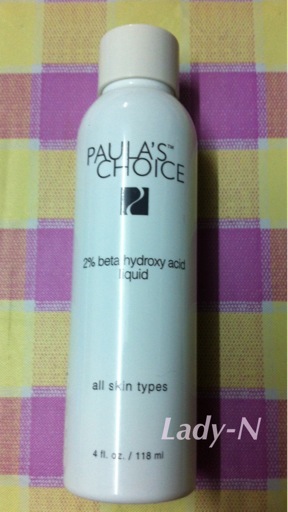 PAULA'S™
CHOICE
2% beta hydroxy acid
liquid
all skin types
Lady-N
4 fl. oz. / 118 ml